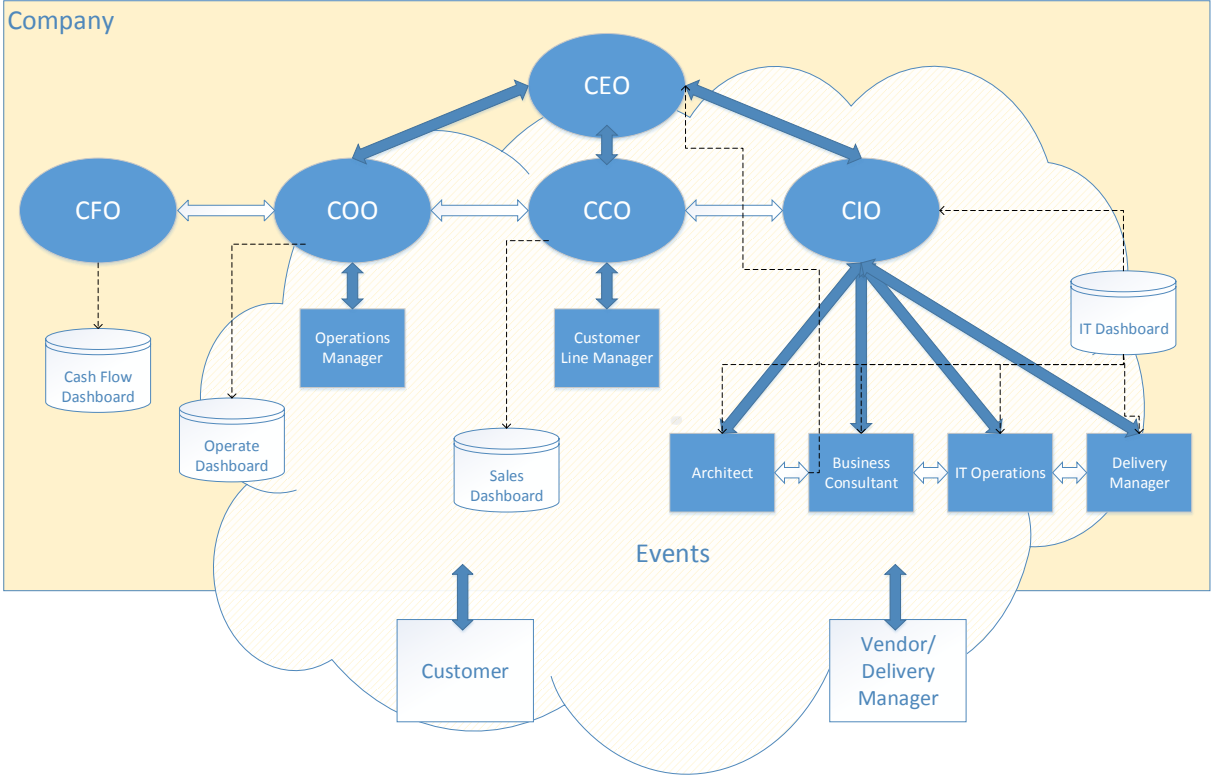 Company
CEO
CFO
COO
CCO
CIO
Operations
Manager
Customer
Line Manager
IT Dashboard
Cash Flow
Dashboard
Operate
Dashboard
Sales
Dashboard
Architect
Business
Consultant
IT Operations
Delivery
Manager
Events
Customer
Vendor/
Delivery
Manager